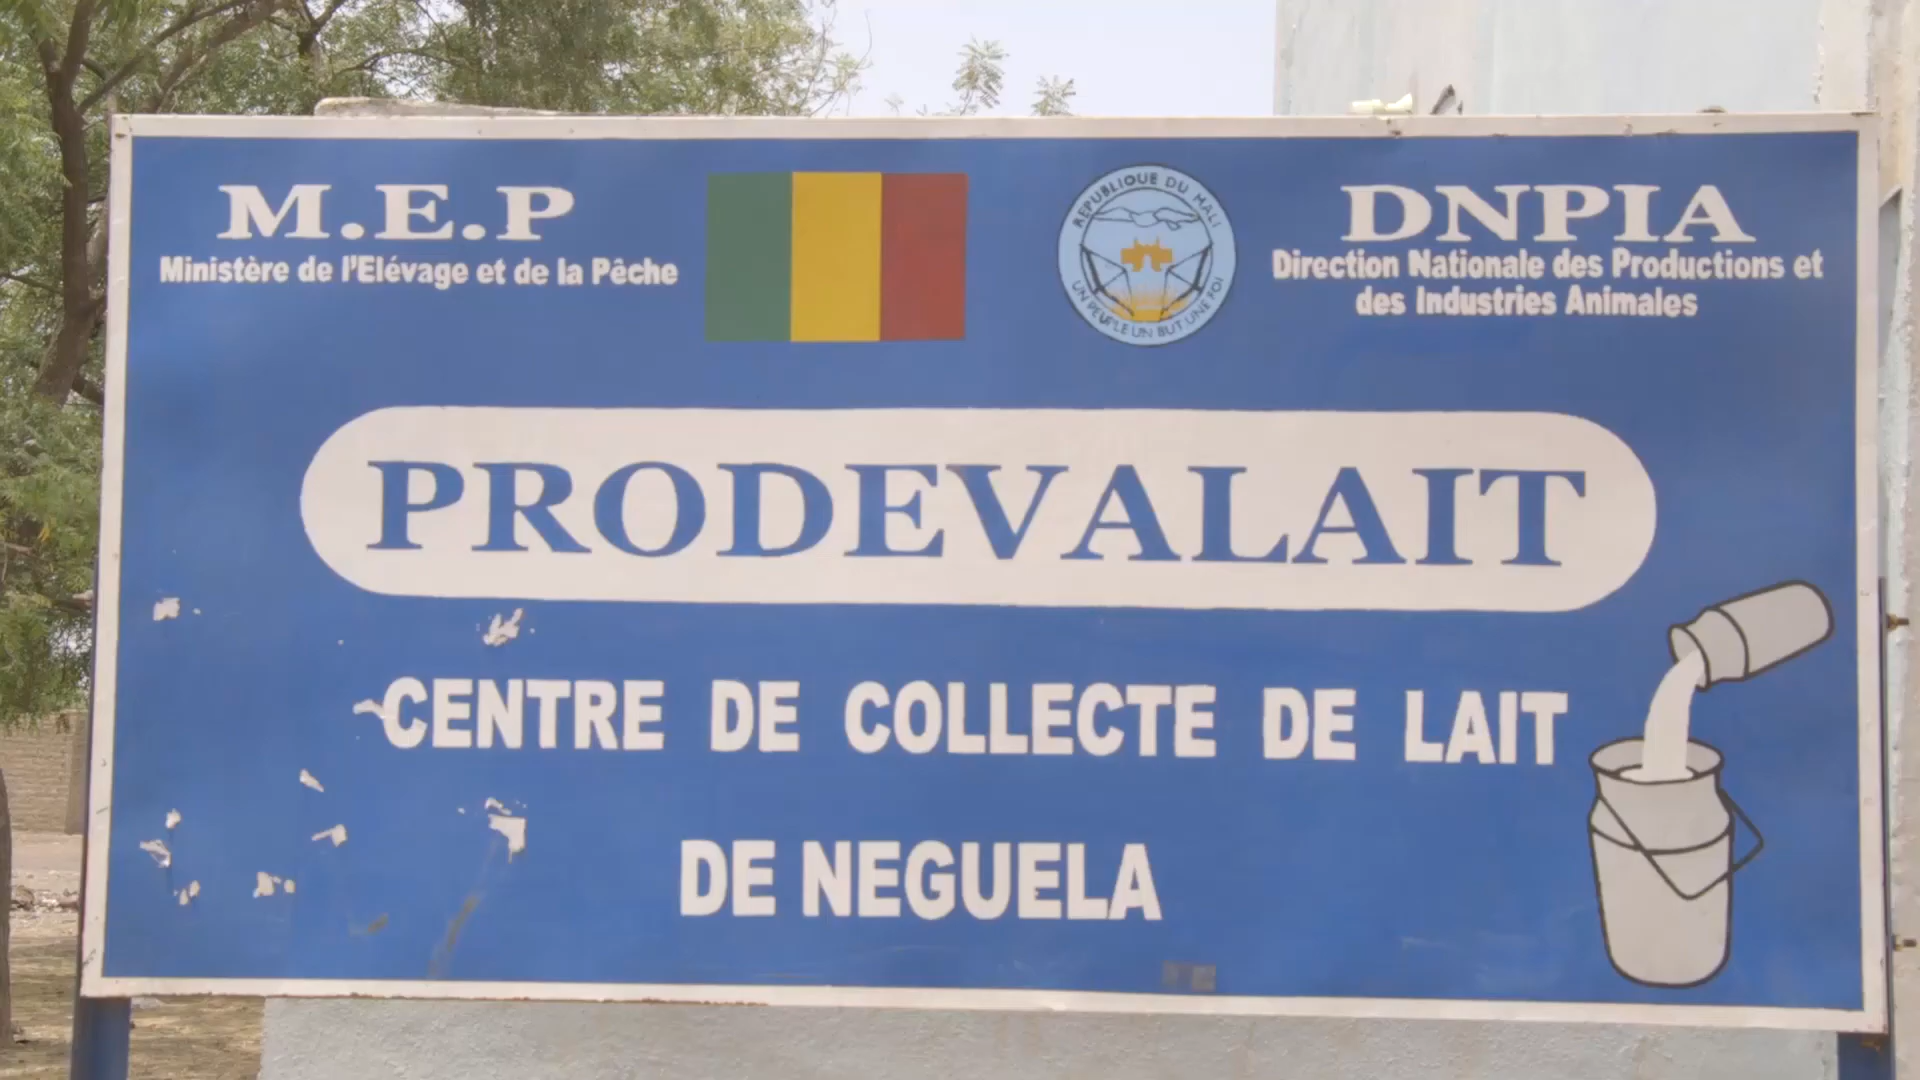 M.E.P
Ministère de l'Elévage et de la Pêche
REPUBLIQUE DU MALI
UN PEUPLE UN BUT UNE FOI
DNPIA
Direction Nationale des Productions et
des Industries Animales
PRODEVALAIT
CENTRE DE COLLECTE DE LAIT
DE NEGUELA